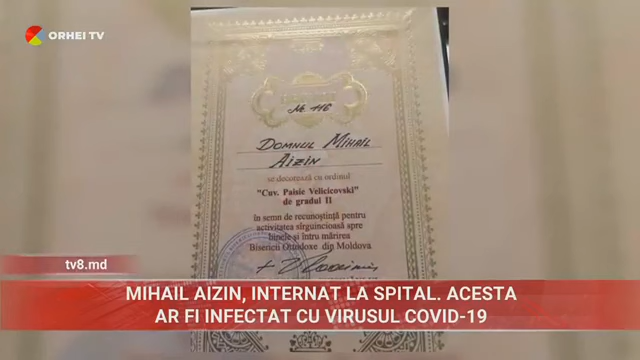 ORHEI TV
Nr. 116
DOMNUL MIHAIL
AIZIN
se decorează cu ordinul
"Cuv. Paisie Velicicovski"
de gradul II
în semn de recunoștință pentru
activitatea sîrguincioasă spre
binele și întru mărirea
Bisericii Ortodoxe din Moldova
tv8.md
MIHAIL AIZIN, INTERNAT LA SPITAL. ACESTA
AR FI INFECTAT CU VIRUSUL COVID-19